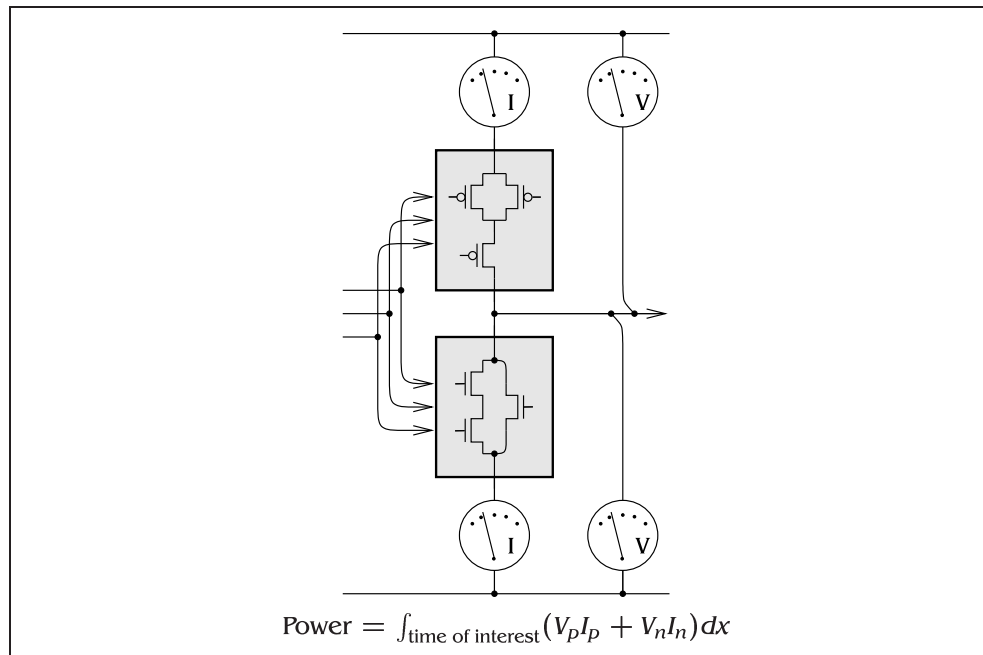 I V
I V
Power = ∫time of interest(VpIp + VnIn)dx